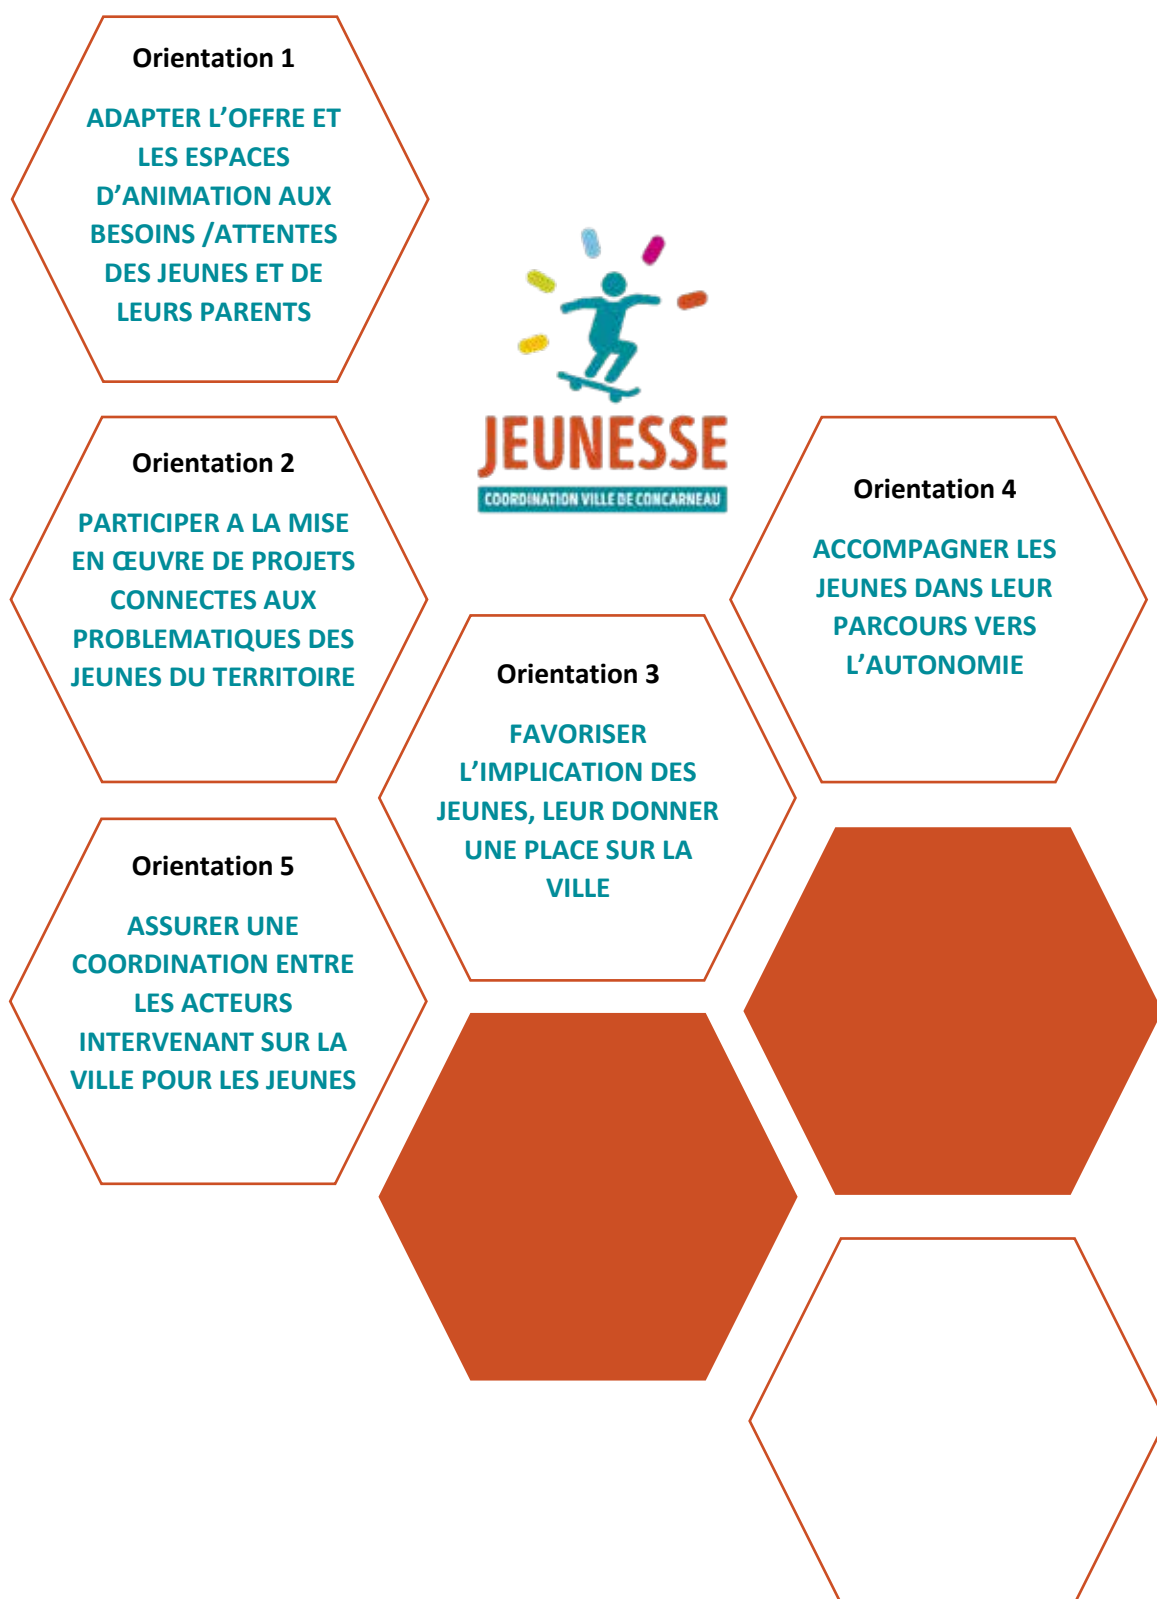 Orientation 1
ADAPTER L’OFFRE ET
LES ESPACES
D’ANIMATION AUX
BESOINS /ATTENTES
DES JEUNES ET DE
LEURS PARENTS
JEUNESSE
COORDINATION VILLE DE CONCARNEAU
Orientation 2
PARTICIPER A LA MISE
EN ŒUVRE DE PROJETS
CONNECTES AUX
PROBLEMATIQUES DES
JEUNES DU TERRITOIRE
Orientation 3
FAVORISER
L’IMPLICATION DES
JEUNES, LEUR DONNER
UNE PLACE SUR LA
VILLE
Orientation 4
ACCOMPAGNER LES
JEUNES DANS LEUR
PARCOURS VERS
L’AUTONOMIE
Orientation 5
ASSURER UNE
COORDINATION ENTRE
LES ACTEURS
INTERVENANT SUR LA
VILLE POUR LES JEUNES